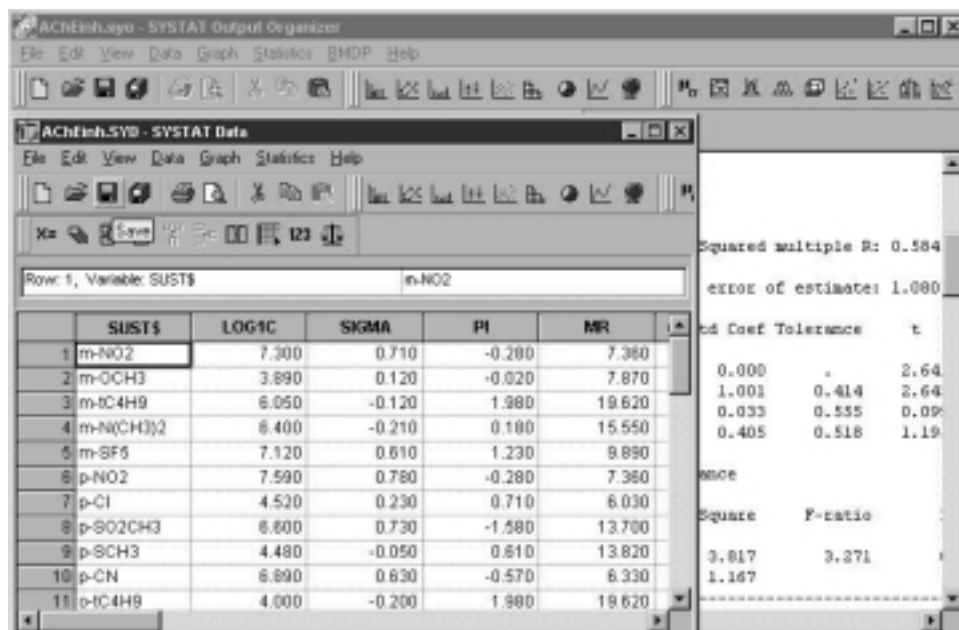 AChEinh.syo - SYSTAT Output Organizer
File Edit View Data Graph Statistics BMDP Help
AChEinh.SYD - SYSTAT Data
File Edit View Data Graph Statistics Help
X= Save 123
Row: 1, Variable: SUST$ m-NO2
SUST$ LOG1C SIGMA PI MR
1 m-NO2 7.300 0.710 -0.280 7.360
2 m-OCH3 3.890 0.120 -0.020 7.870
3 m-tC4H9 6.050 -0.120 1.980 19.620
4 m-N(CH3)2 6.400 -0.210 0.180 15.550
5 m-SF5 7.120 0.610 1.230 9.890
6 p-NO2 7.590 0.780 -0.280 7.360
7 p-Cl 4.520 0.230 0.710 6.030
8 p-SO2CH3 6.600 0.730 -1.580 13.700
9 p-SCH3 4.480 -0.050 0.610 13.820
10 p-CN 6.890 0.630 -0.570 6.330
11 o-tC4H9 4.000 -0.200 1.980 19.620
Squared multiple R: 0.584
error of estimate: 1.080
td Coef Tolerance t
0.000 . 2.64
1.001 0.414 2.64
0.033 0.555 0.09
0.405 0.518 1.19
ance
Square F-ratio
3.817 3.271
1.167